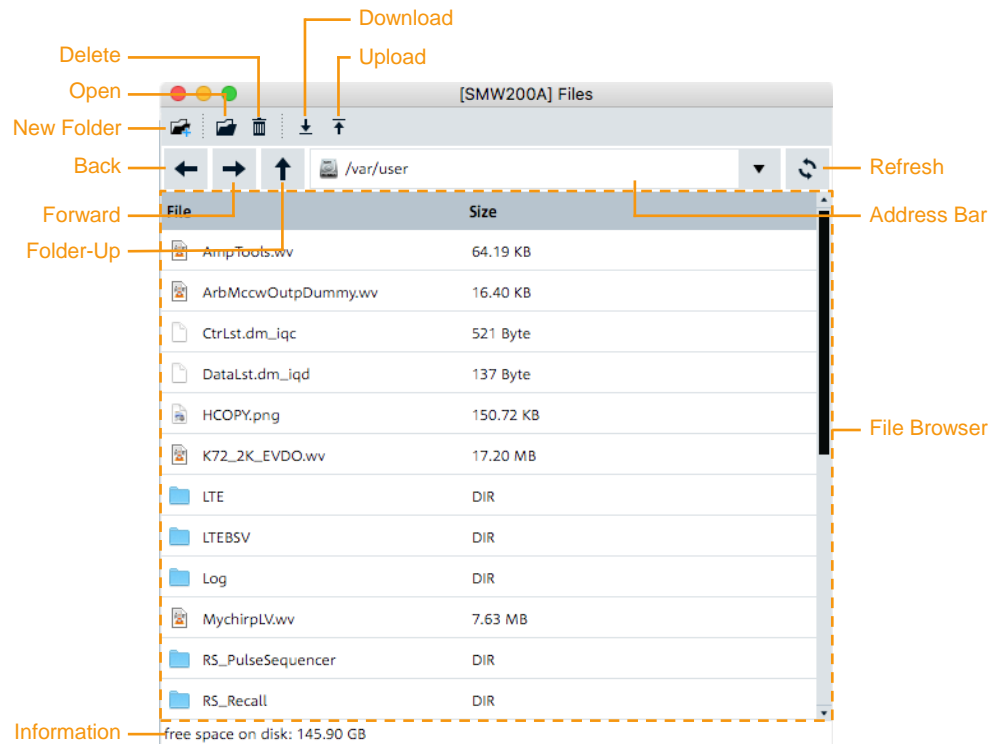 Download
Delete
Upload
Open
[SMW200A] Files
New Folder
Back
/var/user
Refresh
Forward
File
Size
Address Bar
Folder-Up
AmpTools.wv
64.19 KB
ArbMccwOutpDummy.wv
16.40 KB
CtrLst.dm_iqc
521 Byte
DataLst.dm_iqd
137 Byte
HCOPY.png
150.72 KB
File Browser
K72_2K_EVDO.wv
17.20 MB
LTE
DIR
LTEBSV
DIR
Log
DIR
MychirpLV.wv
7.63 MB
RS_PulseSequencer
DIR
RS_Recall
DIR
Information
free space on disk: 145.90 GB